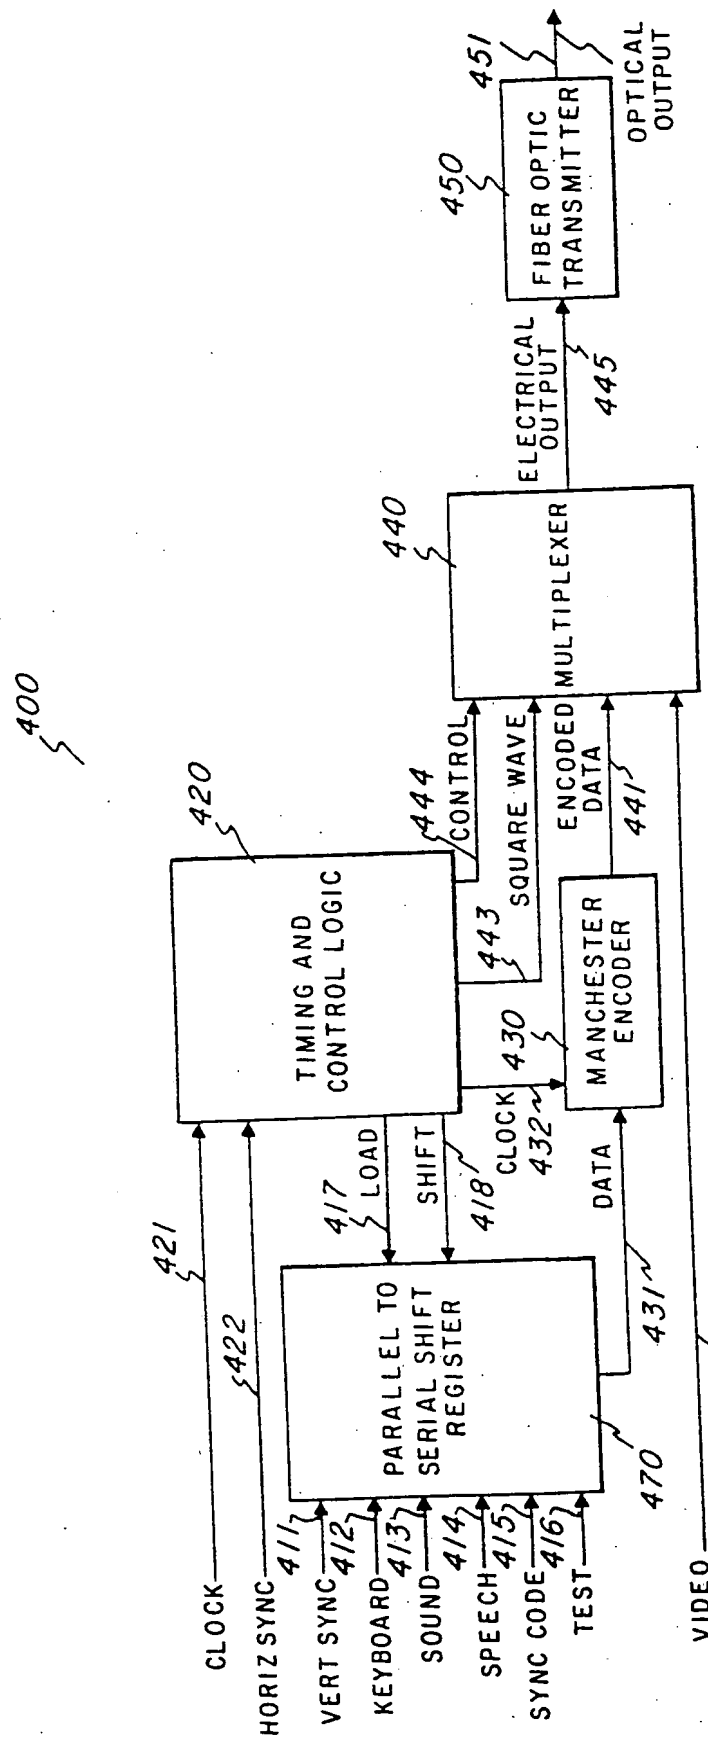 400
CLOCK
421
HORIZ SYNC
422
VERT SYNC
411
KEYBOARD
412
SOUND
413
SPEECH
414
SYNC CODE
415
TEST
416
VIDEO
PARALLEL TO
SERIAL SHIFT
REGISTER
470
417
LOAD
SHIFT
418
TIMING AND
CONTROL LOGIC
420
CLOCK
432
DATA
431
430
MANCHESTER
ENCODER
444
CONTROL
443
SQUARE WAVE
ENCODED
DATA
441
440
MULTIPLEXER
ELECTRICAL
OUTPUT
445
450
FIBER OPTIC
TRANSMITTER
451
OPTICAL
OUTPUT